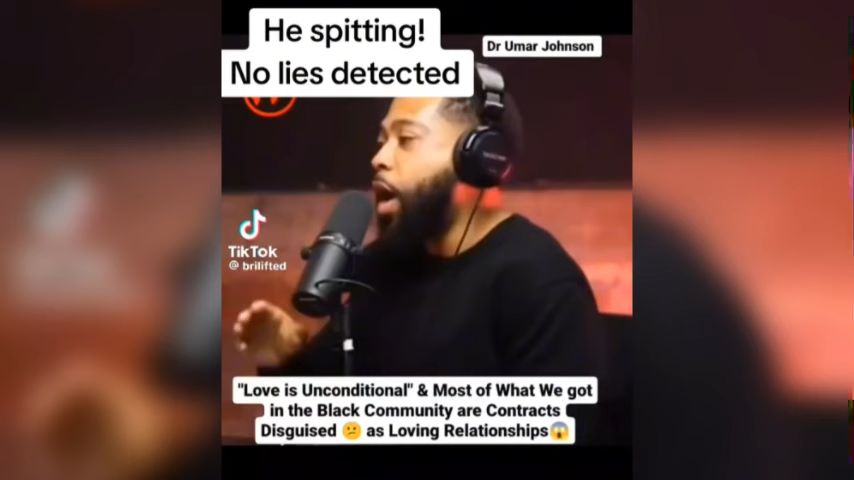 He spitting!
No lies detected
Dr Umar Johnson
TikTok
@ brilifted
"Love is Unconditional" & Most of What We got
in the Black Community are Contracts
Disguised 😕 as Loving Relationships😱